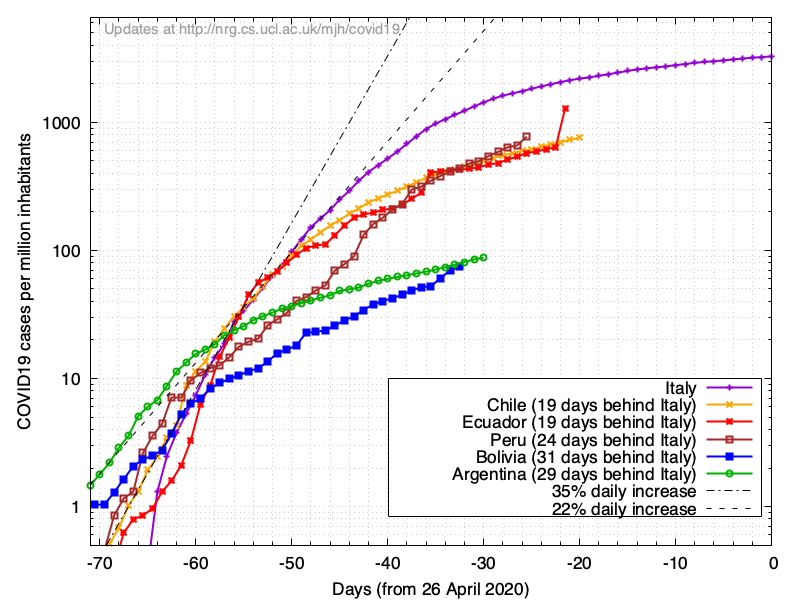 Updates at http://nrg.cs.ucl.ac.uk/mjh/covid19
COVID19 cases per million inhabitants
1000
100
10
1
Italy
Chile (19 days behind Italy)
Ecuador (19 days behind Italy)
Peru (24 days behind Italy)
Bolivia (31 days behind Italy)
Argentina (29 days behind Italy)
35% daily increase
22% daily increase
-70 -60 -50 -40 -30 -20 -10 0
Days (from 26 April 2020)